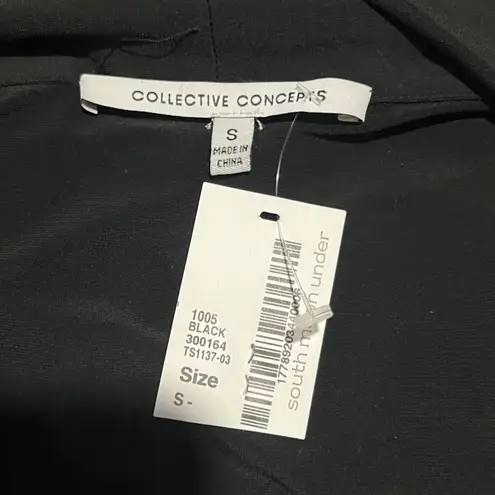 COLLECTIVE CONCEPTS
S
MADE IN
CHINA
1005
BLACK
300164
TS1137-03
Size
S-
south under